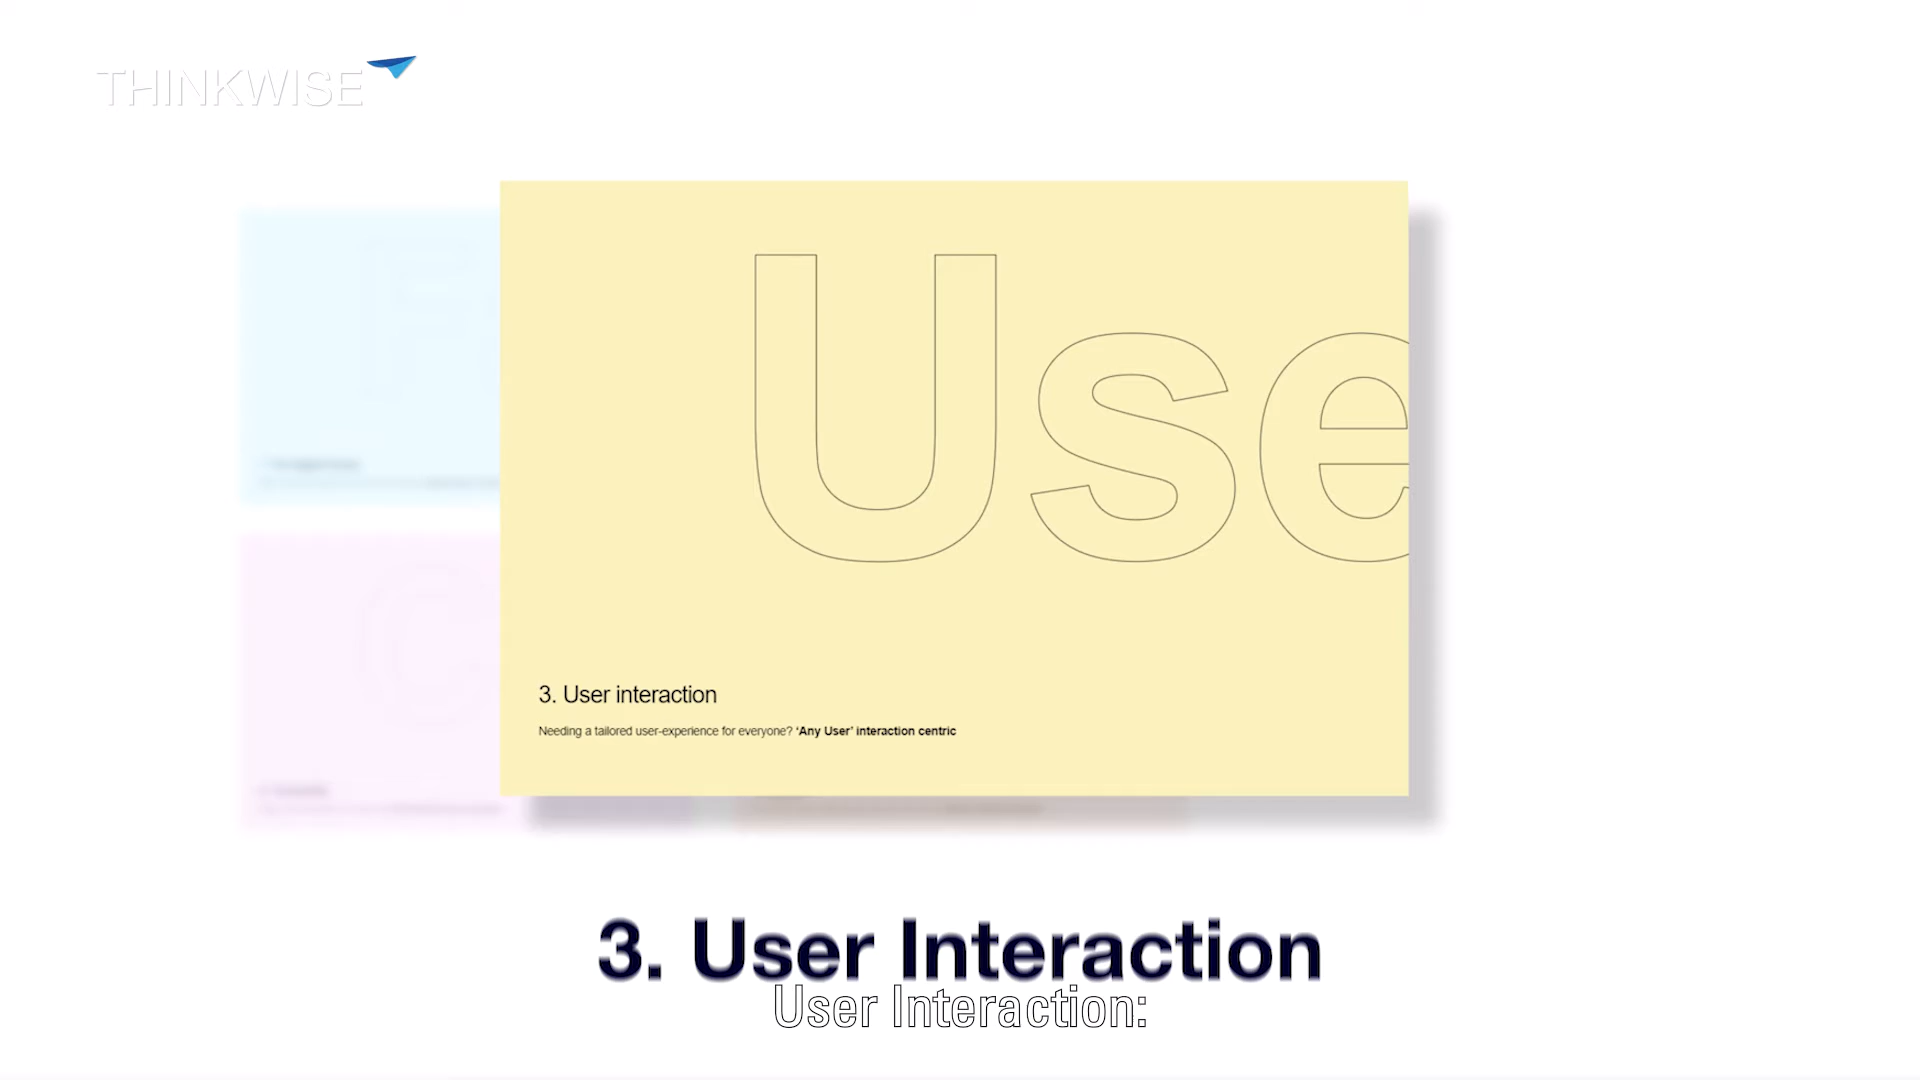 THINKWISE
Use
3. User interaction
Needing a tailored user-experience for everyone? ‘Any User’ interaction centric
3. User Interaction
User Interaction: